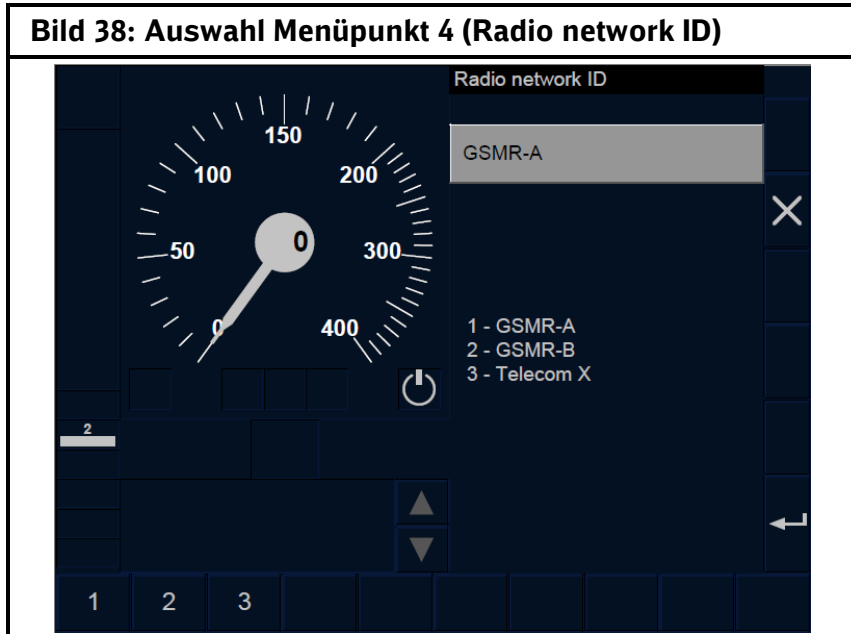 Bild 38: Auswahl Menüpunkt 4 (Radio network ID)
Radio network ID
GSMR-A
0
50
100
150
200
300
400
0
1 - GSMR-A
2 - GSMR-B
3 - Telecom X
2
1 2 3